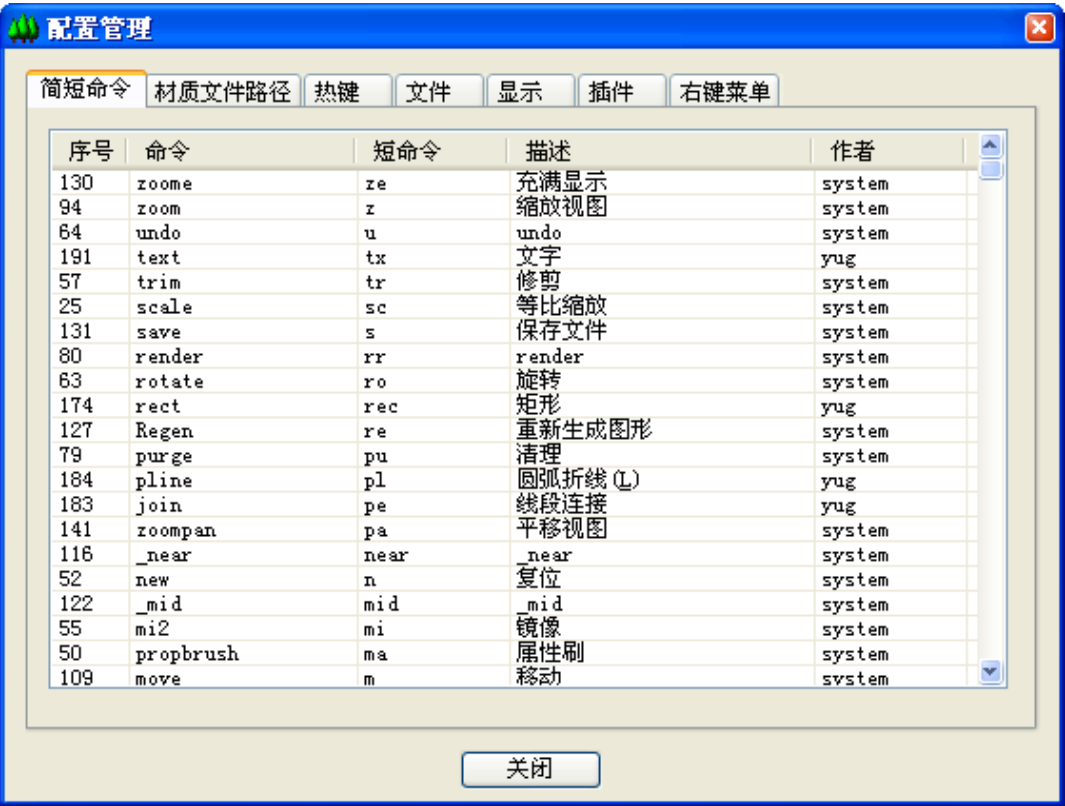 配置管理
简短命令 材质文件路径 热键 文件 显示 插件 右键菜单
序号 命令 短命令 描述 作者
130 zoome ze 充满显示 system
94 zoom z 缩放视图 system
64 undo u undo system
191 text tx 文字 yug
57 trim tr 修剪 system
25 scale sc 等比缩放 system
131 save s 保存文件 system
80 render rr render system
63 rotate ro 旋转 system
174 rect rec 矩形 yug
127 Regen re 重新生成图形 system
79 purge pu 清理 system
184 pline pl 圆弧折线(L) yug
183 join pe 线段连接 yug
141 zoompan pa 平移视图 system
116 _near near _near system
52 new n 复位 system
122 _mid mid _mid system
55 mi2 mi 镜像 system
50 propbrush ma 属性刷 system
109 move m 移动 system
关闭